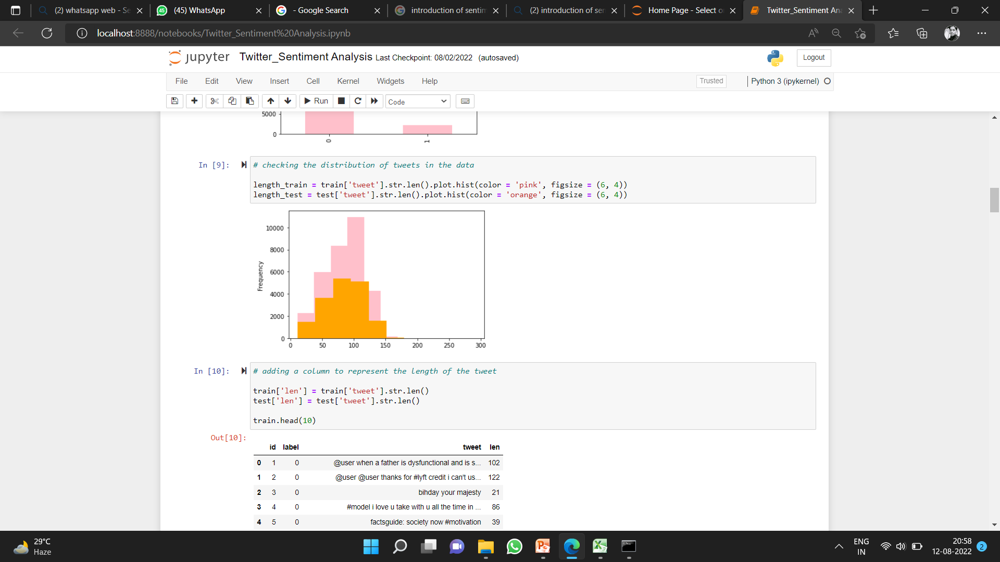 (2) whatsapp web - Se
(45) WhatsApp
- Google Search
introduction of sentim
(2) introduction of sen
Home Page - Select o
Twitter_Sentiment Ana
localhost:8888/notebooks/Twitter_Sentiment%20Analysis.ipynb
jupyter Twitter_Sentiment Analysis Last Checkpoint: 08/02/2022 (autosaved)
Logout
File Edit View Insert Cell Kernel Widgets Help
Trusted
Python 3 (ipykernel)
Run
Code
5000
0
0 1
In [9]:
# checking the distribution of tweets in the data
length_train = train['tweet'].str.len().plot.hist(color = 'pink', figsize = (6, 4))
length_test = test['tweet'].str.len().plot.hist(color = 'orange', figsize = (6, 4))
Frequency
10000
8000
6000
4000
2000
0
0 50 100 150 200 250 300
In [10]:
# adding a column to represent the length of the tweet
train['len'] = train['tweet'].str.len()
test['len'] = test['tweet'].str.len()
train.head(10)
Out[10]:
id label tweet len
0 1 0 @user when a father is dysfunctional and is s... 102
1 2 0 @user @user thanks for #lyft credit i can't us... 122
2 3 0 bihday your majesty 21
3 4 0 #model i love u take with u all the time in ... 86
4 5 0 factsguide: society now #motivation 39
29°C
Haze
ENG
IN
20:58
12-08-2022
2